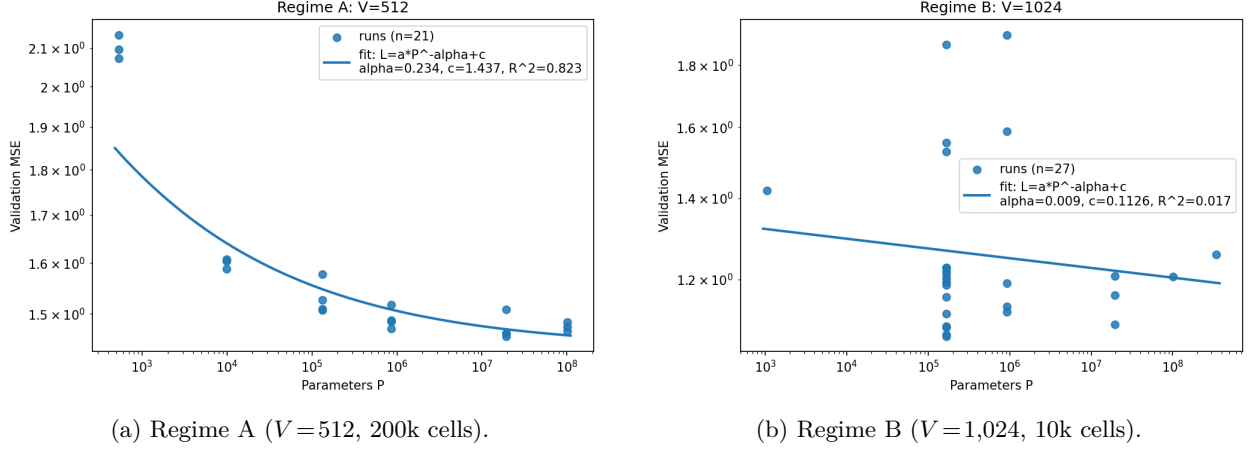 Regime A: V=512
Validation MSE
2.1 × 10⁰
2 × 10⁰
1.9 × 10⁰
1.8 × 10⁰
1.7 × 10⁰
1.6 × 10⁰
1.5 × 10⁰
runs (n=21)
fit: L=a*P^-alpha+c
alpha=0.234, c=1.437, R^2=0.823
10³ 10⁴ 10⁵ 10⁶ 10⁷ 10⁸
Parameters P
(a) Regime A (V=512, 200k cells).
Regime B: V=1024
Validation MSE
1.8 × 10⁰
1.6 × 10⁰
1.4 × 10⁰
1.2 × 10⁰
runs (n=27)
fit: L=a*P^-alpha+c
alpha=0.009, c=0.1126, R^2=0.017
10³ 10⁴ 10⁵ 10⁶ 10⁷ 10⁸
Parameters P
(b) Regime B (V=1,024, 10k cells).